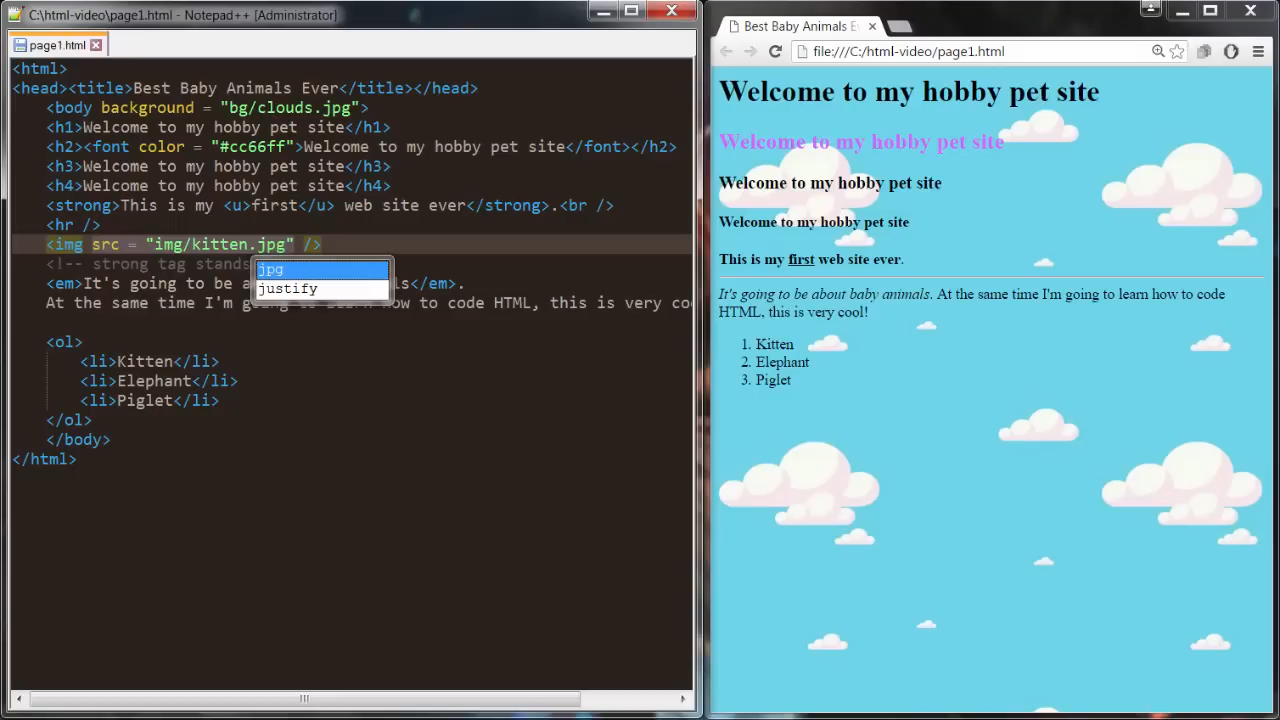 C:\html-video\page1.html - Notepad++ [Administrator]
page1.html
<html>
<head><title>Best Baby Animals Ever</title></head>
<body background = "bg/clouds.jpg">
<h1>Welcome to my hobby pet site</h1>
<h2><font color = "#cc66ff">Welcome to my hobby pet site</font></h2>
<h3>Welcome to my hobby pet site</h3>
<h4>Welcome to my hobby pet site</h4>
<strong>This is my <u>first</u> web site ever</strong>.<br />
<hr />
<img src = "img/kitten.jpg" />
<!-- strong tag stands
jpg
justify
<em>It's going to be a ls</em>.
At the same time I'm going to learn how to code HTML, this is very co
<ol>
<li>Kitten</li>
<li>Elephant</li>
<li>Piglet</li>
</ol>
</body>
</html>
Best Baby Animals E
file:///C:/html-video/page1.html
Welcome to my hobby pet site
Welcome to my hobby pet site
Welcome to my hobby pet site
Welcome to my hobby pet site
This is my first web site ever.
It's going to be about baby animals. At the same time I'm going to learn how to code
HTML, this is very cool!
1. Kitten
2. Elephant
3. Piglet